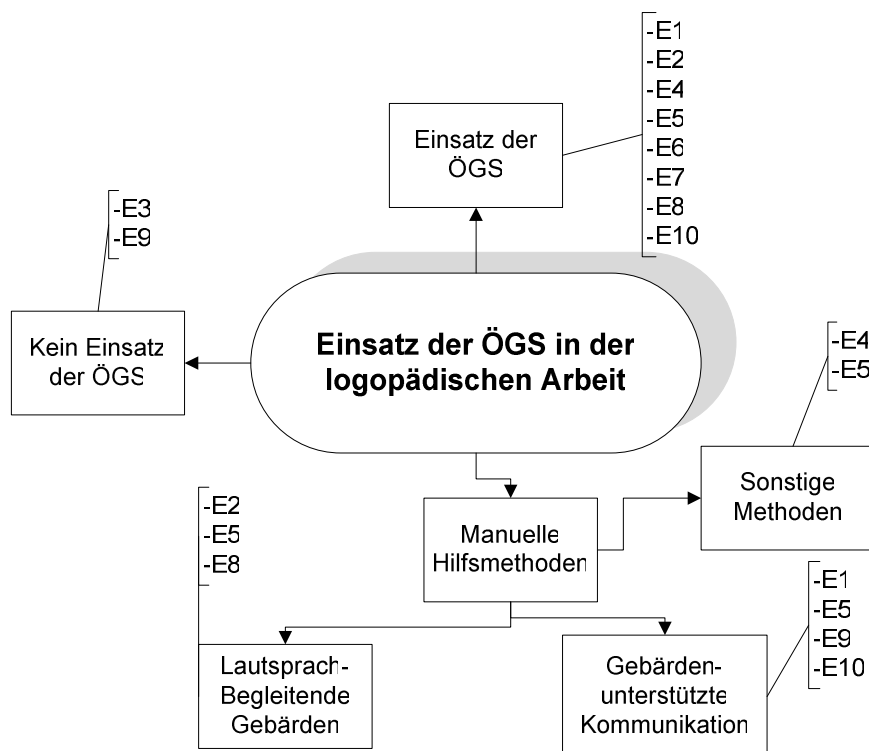 -E1
-E2
-E4
-E5
-E6
-E7
-E8
-E10
Einsatz der
ÖGS
-E3
-E9
Kein Einsatz
der ÖGS
Einsatz der ÖGS in der
logopädischen Arbeit
-E4
-E5
Sonstige
Methoden
Manuelle
Hilfsmethoden
-E2
-E5
-E8
Lautsprach-
Begleitende
Gebärden
-E1
-E5
-E9
-E10
Gebärden-
unterstützte
Kommunikation